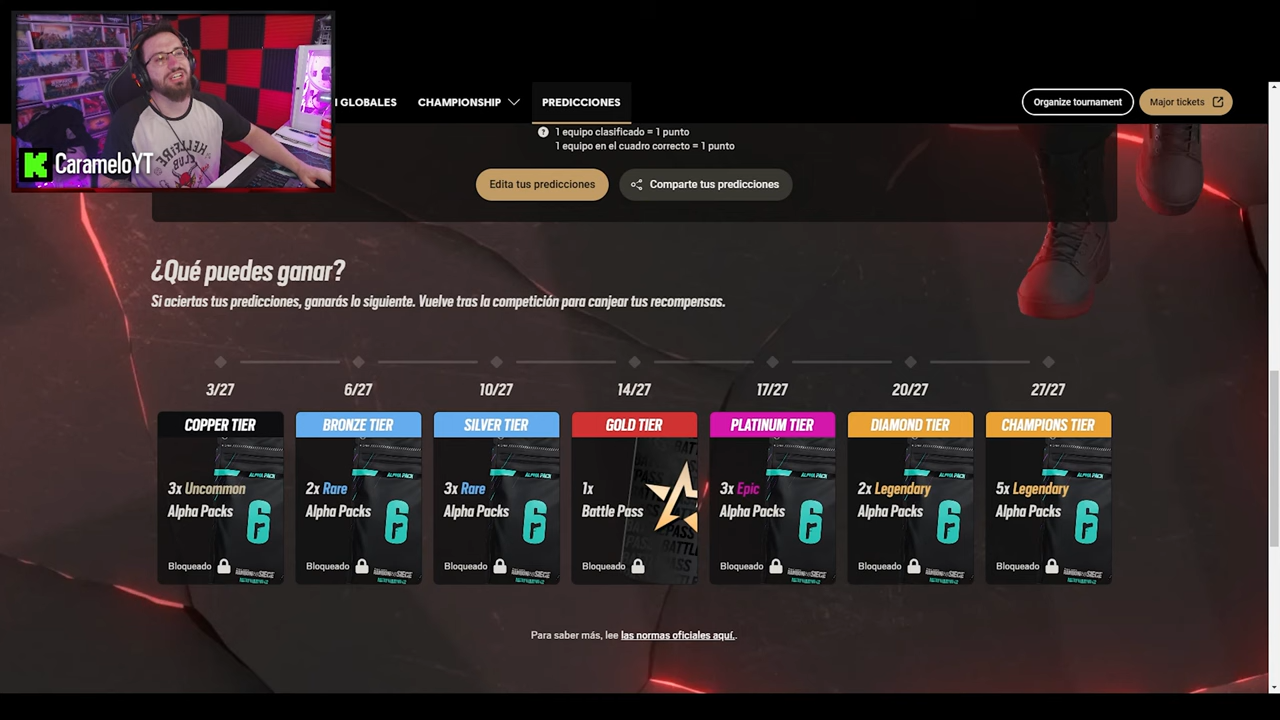 CarameloYT
GLOBALES
CHAMPIONSHIP
PREDICCIONES
Organize tournament
Major tickets
1 equipo clasificado = 1 punto
1 equipo en el cuadro correcto = 1 punto
Edita tus predicciones
Comparte tus predicciones
¿Qué puedes ganar?
Si aciertas tus predicciones, ganarás lo siguiente. Vuelve tras la competición para canjear tus recompensas.
3/27
6/27
10/27
14/27
17/27
20/27
27/27
COPPER TIER
3x Uncommon
Alpha Packs
Bloqueado
BRONZE TIER
2x Rare
Alpha Packs
Bloqueado
SILVER TIER
3x Rare
Alpha Packs
Bloqueado
GOLD TIER
1x
Battle Pass
Bloqueado
PLATINUM TIER
3x Epic
Alpha Packs
Bloqueado
DIAMOND TIER
2x Legendary
Alpha Packs
Bloqueado
CHAMPIONS TIER
5x Legendary
Alpha Packs
Bloqueado
Para saber más, lee las normas oficiales aquí..